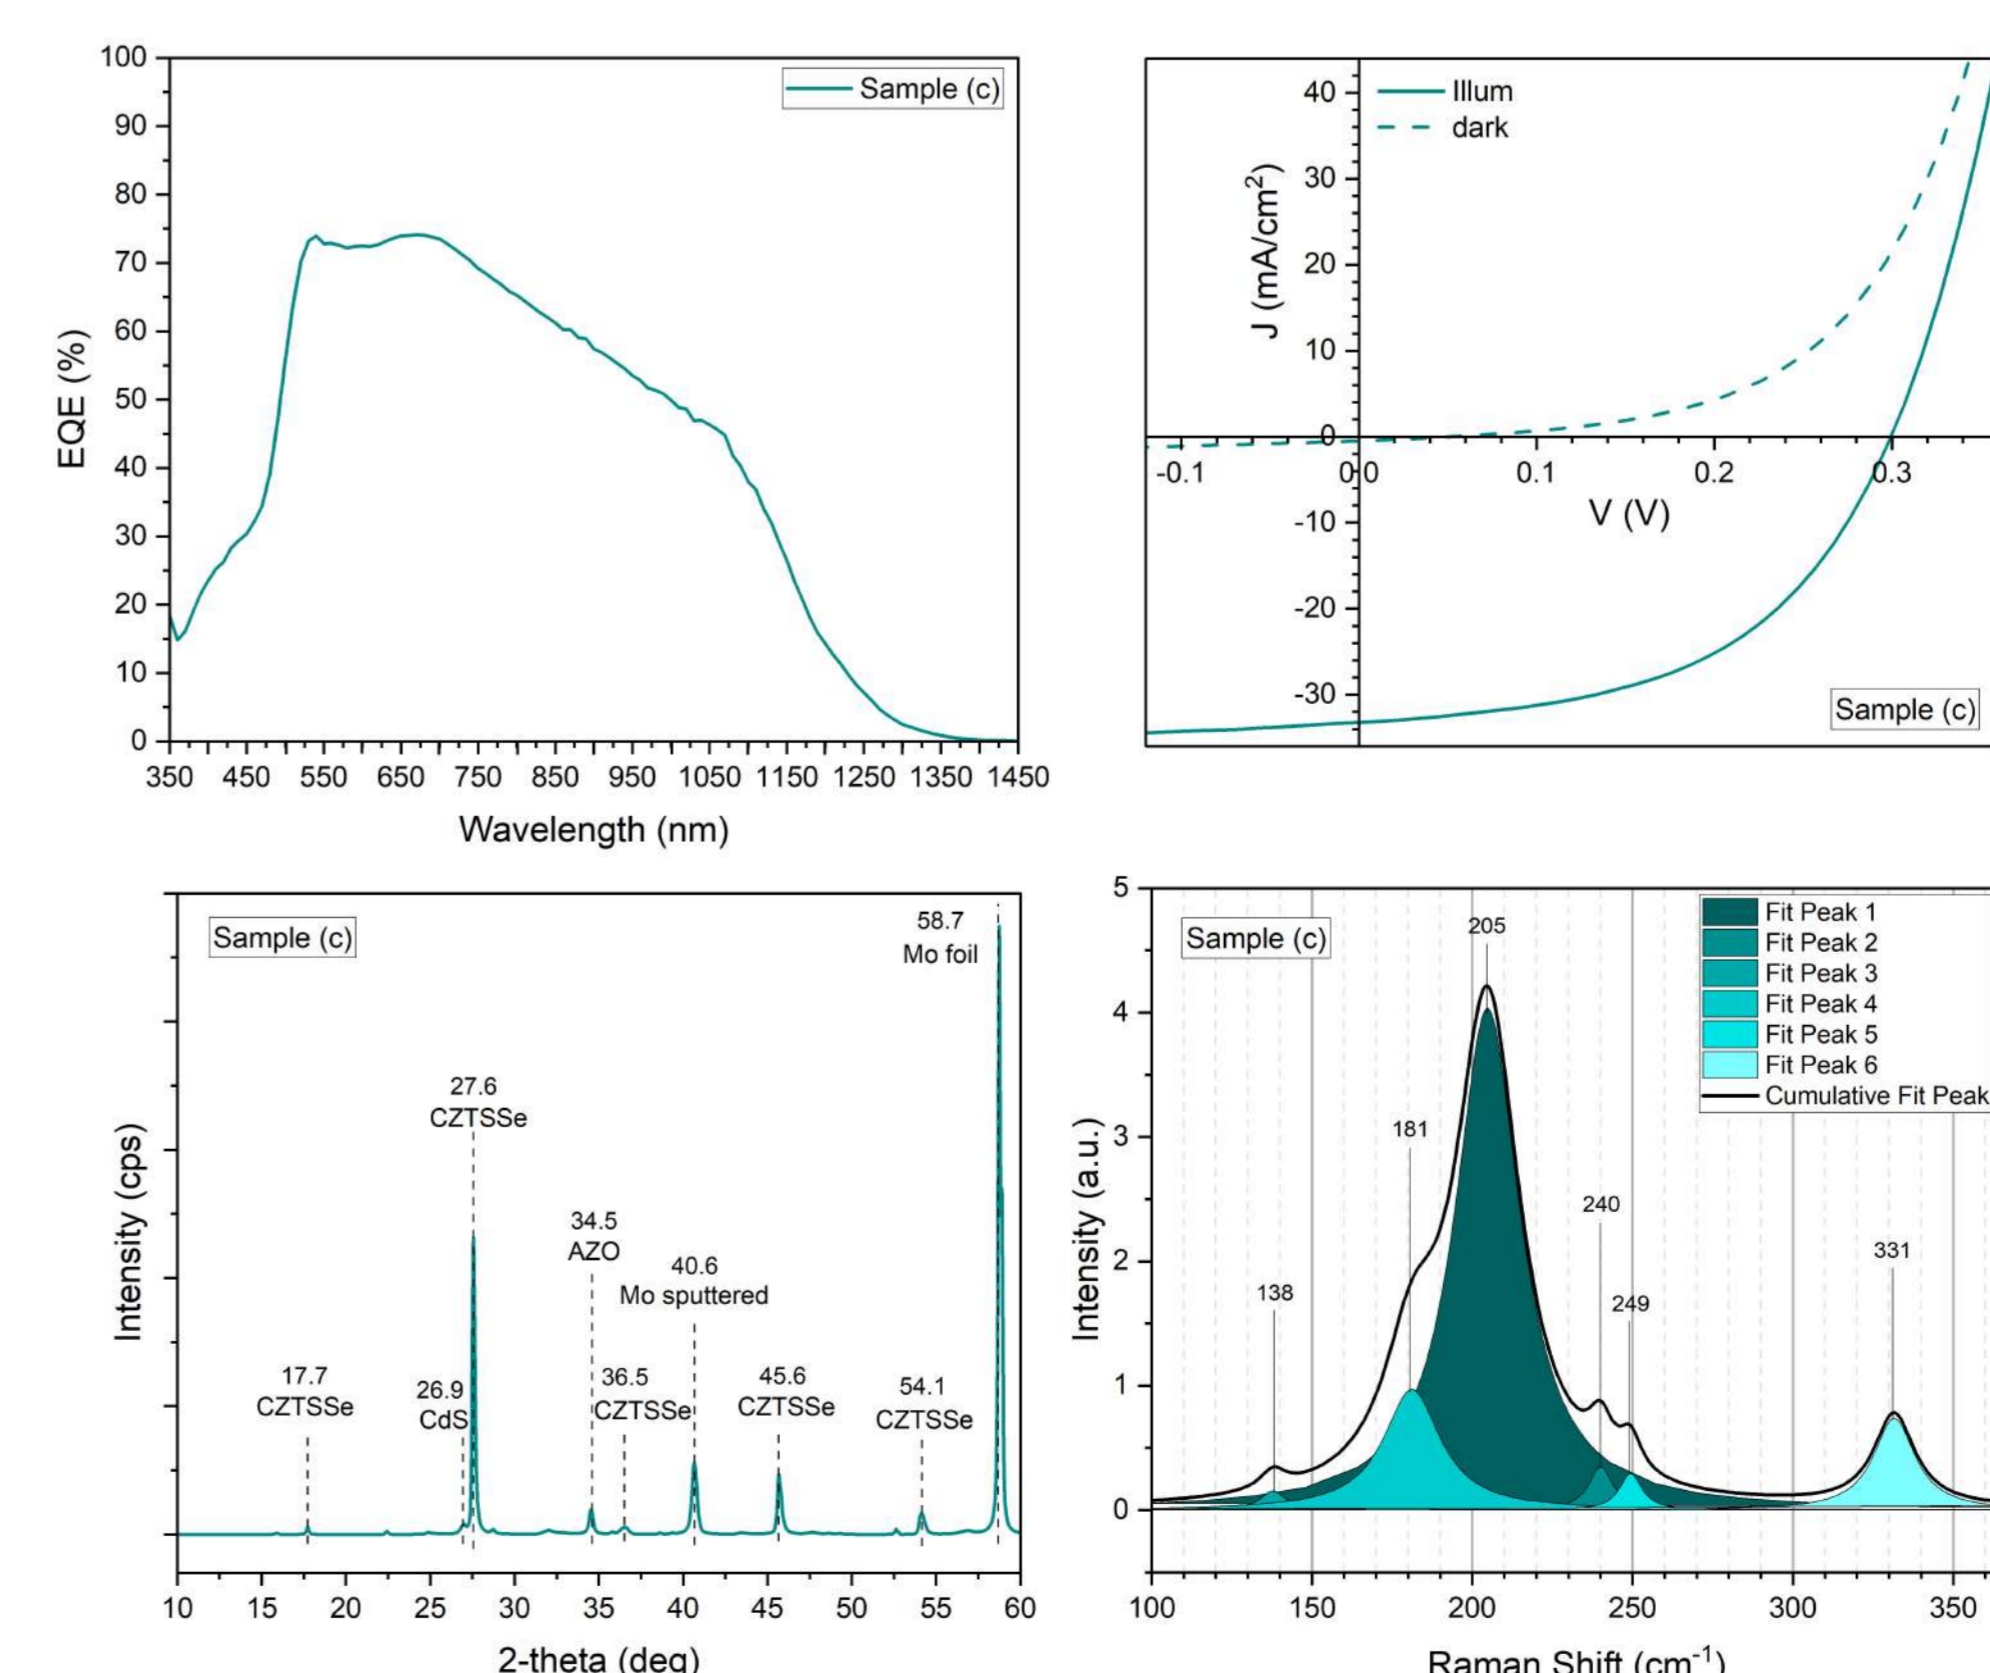 100
90
80
70
60
50
40
30
20
10
0
EQE (%)
Sample (c)
350 450 550 650 750 850 950 1050 1150 1250 1350 1450
Wavelength (nm)
Illum
dark
40
30
20
10
0
-10
-20
-30
J (mA/cm²)
-0.1 0.0 0.1 0.2 0.3
V (V)
Sample (c)
Sample (c)
Intensity (cps)
17.7
CZTSSe
26.9
CdS
27.6
CZTSSe
34.5
AZO
36.5
CZTSSe
40.6
Mo sputtered
45.6
CZTSSe
54.1
CZTSSe
58.7
Mo foil
10 15 20 25 30 35 40 45 50 55 60
2-theta (deg)
Sample (c)
5
4
3
2
1
0
Intensity (a.u.)
138
181
205
240
249
331
Fit Peak 1
Fit Peak 2
Fit Peak 3
Fit Peak 4
Fit Peak 5
Fit Peak 6
Cumulative Fit Peak
100 150 200 250 300 350
Raman Shift (cm⁻¹)